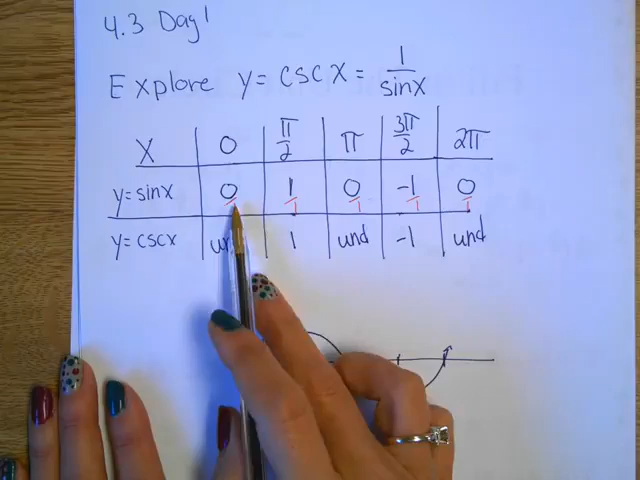 4.3 Day 1
Explore y = csc x = 1/sinx
X | 0 | π/2 | π | 3π/2 | 2π
y = sinx | 0/1 | 1/1 | 0/1 | -1/1 | 0/1
y = cscx | 1 | und | -1 | und